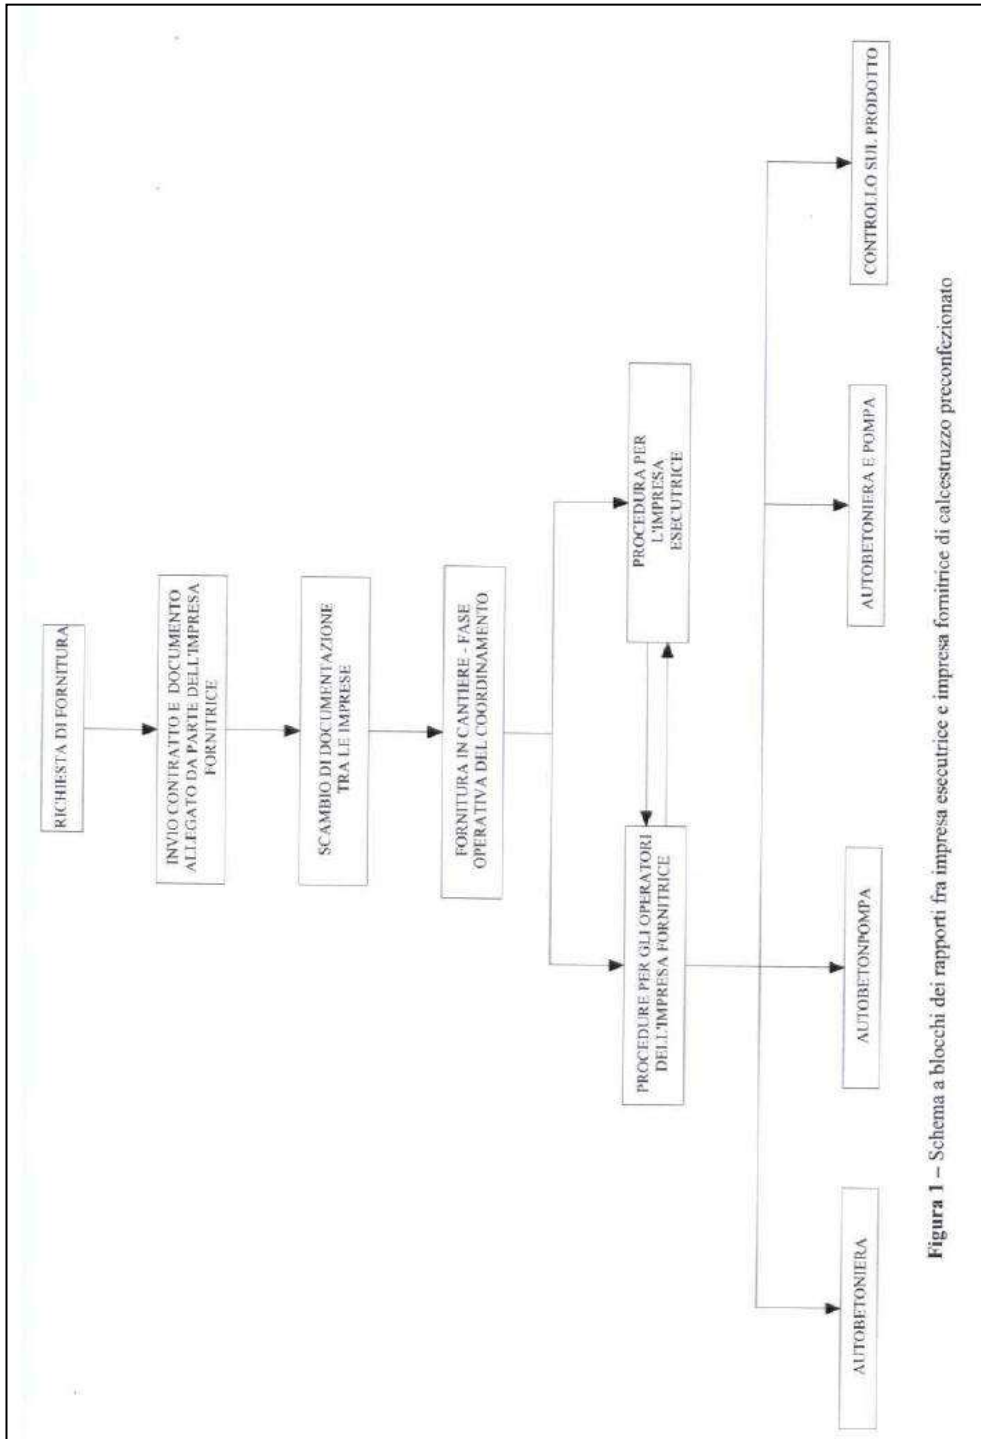 RICHIESTA DI FORNITURA
INVIO CONTRATTO E DOCUMENTO
ALLEGATO DA PARTE DELL'IMPRESA
FORNITRICE
SCAMBIO DI DOCUMENTAZIONE
TRA LE IMPRESE
FORNITURA IN CANTIERE - FASE
OPERATIVA DEL COORDINAMENTO
PROCEDURE PER GLI OPERATORI
DELL'IMPRESA FORNITRICE
PROCEDURA PER
L'IMPRESA
ESECUTRICE
AUTOBETONIERA
AUTOBETONPOMPA
AUTOBETONIERA E POMPA
CONTROLLO SUL PRODOTTO
Figura 1 – Schema a blocchi dei rapporti fra impresa esecutrice e impresa fornitrice di calcestruzzo preconfezionato